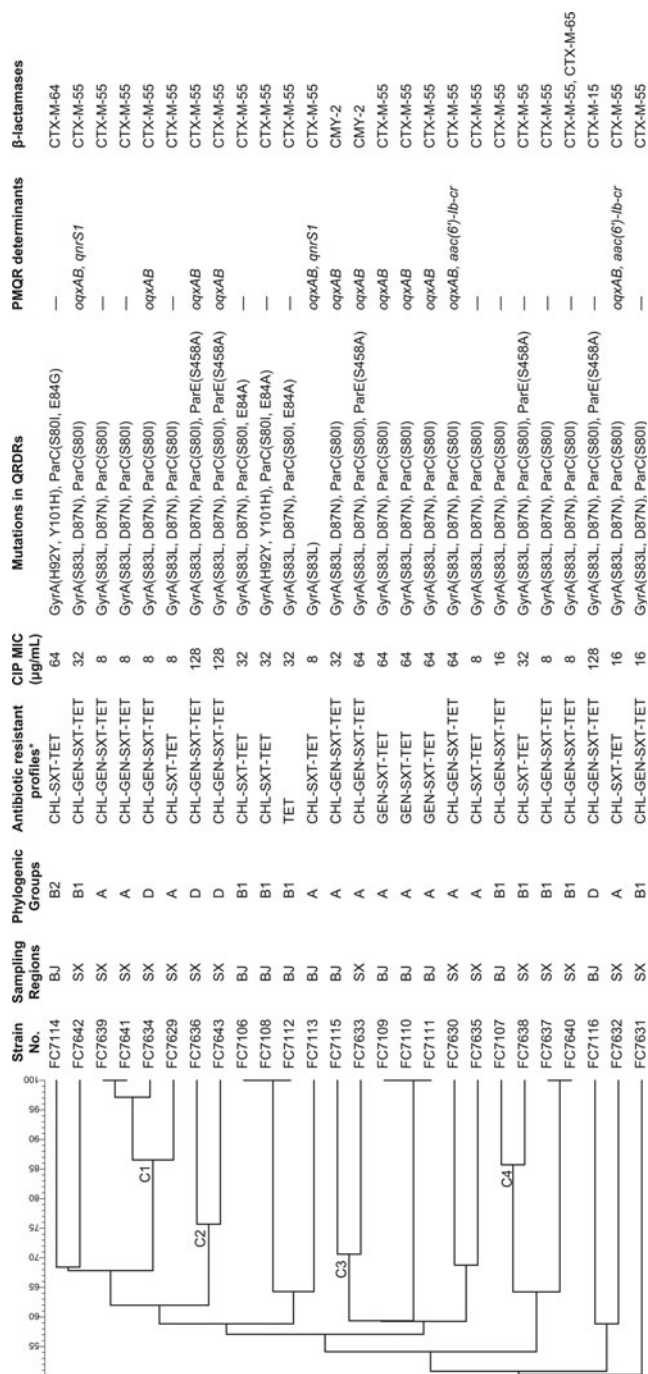 100 95 90 85 80 75 70 65 60 55
Strain No. Sampling Regions Phylogenic Groups Antibiotic resistant profiles* CIP MIC (μg/mL) Mutations in QRDRs PMQR determinants β-lactamases
FC7114 BJ B2 CHL-SXT-TET 64 GyrA(H92Y, Y101H), ParC(S80I, E84G) — CTX-M-64
FC7642 SX B1 CHL-GEN-SXT-TET 32 GyrA(S83L, D87N), ParC(S80I) oqxAB, qnrS1 CTX-M-55
FC7639 SX A CHL-GEN-SXT-TET 8 GyrA(S83L, D87N), ParC(S80I) — CTX-M-55
FC7641 SX A CHL-GEN-SXT-TET 8 GyrA(S83L, D87N), ParC(S80I) — CTX-M-55
FC7634 SX D CHL-GEN-SXT-TET 8 GyrA(S83L, D87N), ParC(S80I) oqxAB CTX-M-55
C1
FC7629 SX A CHL-SXT-TET 8 GyrA(S83L, D87N), ParC(S80I) — CTX-M-55
FC7636 SX D CHL-GEN-SXT-TET 128 GyrA(S83L, D87N), ParC(S80I), ParE(S458A) oqxAB CTX-M-55
C2
FC7643 SX D CHL-GEN-SXT-TET 128 GyrA(S83L, D87N), ParC(S80I), ParE(S458A) oqxAB CTX-M-55
FC7106 BJ B1 CHL-SXT-TET 32 GyrA(S83L, D87N), ParC(S80I, E84A) — CTX-M-55
FC7108 BJ B1 CHL-SXT-TET 32 GyrA(H92Y, Y101H), ParC(S80I, E84A) — CTX-M-55
FC7112 BJ B1 TET 32 GyrA(S83L, D87N), ParC(S80I, E84A) — CTX-M-55
FC7113 BJ A CHL-SXT-TET 8 GyrA(S83L) oqxAB, qnrS1 CTX-M-55
FC7115 BJ A CHL-GEN-SXT-TET 32 GyrA(S83L, D87N), ParC(S80I) oqxAB CMY-2
C3
FC7633 SX A CHL-GEN-SXT-TET 64 GyrA(S83L, D87N), ParC(S80I), ParE(S458A) oqxAB CMY-2
FC7109 BJ A GEN-SXT-TET 64 GyrA(S83L, D87N), ParC(S80I) oqxAB CTX-M-55
FC7110 BJ A GEN-SXT-TET 64 GyrA(S83L, D87N), ParC(S80I) oqxAB CTX-M-55
FC7111 BJ A GEN-SXT-TET 64 GyrA(S83L, D87N), ParC(S80I) oqxAB CTX-M-55
FC7630 SX A CHL-GEN-SXT-TET 64 GyrA(S83L, D87N), ParC(S80I) oqxAB, aac(6')-Ib-cr CTX-M-55
FC7635 SX A CHL-SXT-TET 8 GyrA(S83L, D87N), ParC(S80I) — CTX-M-55
FC7107 BJ B1 CHL-GEN-SXT-TET 16 GyrA(S83L, D87N), ParC(S80I) — CTX-M-55
C4
FC7638 SX B1 CHL-SXT-TET 32 GyrA(S83L, D87N), ParC(S80I), ParE(S458A) — CTX-M-55
FC7637 SX B1 CHL-GEN-SXT-TET 8 GyrA(S83L, D87N), ParC(S80I) — CTX-M-55
FC7640 SX B1 CHL-GEN-SXT-TET 8 GyrA(S83L, D87N), ParC(S80I) — CTX-M-55, CTX-M-65
FC7116 BJ D CHL-GEN-SXT-TET 128 GyrA(S83L, D87N), ParC(S80I), ParE(S458A) — CTX-M-15
FC7632 SX A CHL-SXT-TET 16 GyrA(S83L, D87N), ParC(S80I) oqxAB, aac(6')-Ib-cr CTX-M-55
FC7631 SX B1 CHL-GEN-SXT-TET 16 GyrA(S83L, D87N), ParC(S80I) — CTX-M-55